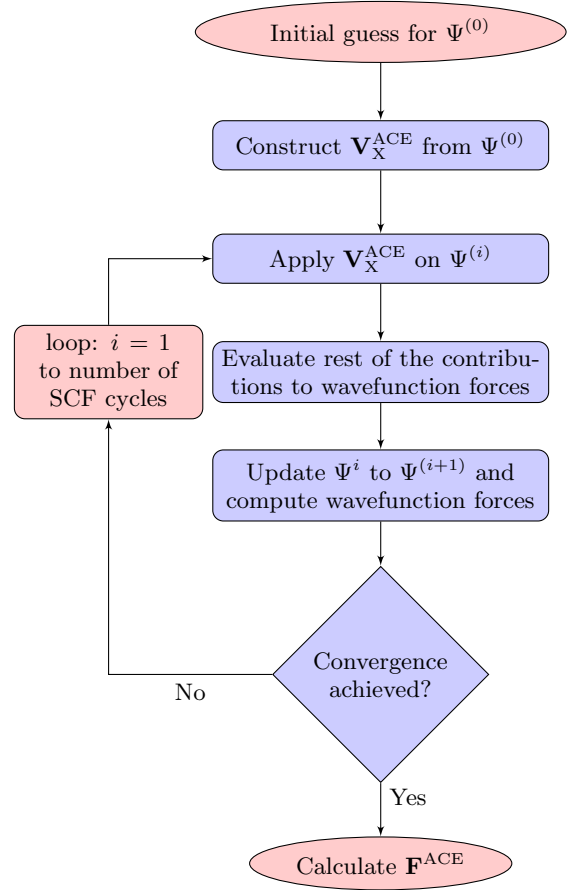 Initial guess for Ψ⁽⁰⁾
Construct V_X^ACE from Ψ⁽⁰⁾
Apply V_X^ACE on Ψ⁽ⁱ⁾
loop: i = 1
to number of
SCF cycles
Evaluate rest of the contribu-
tions to wavefunction forces
Update Ψⁱ to Ψ⁽ⁱ⁺¹⁾ and
compute wavefunction forces
Convergence
achieved?
No
Yes
Calculate F^ACE